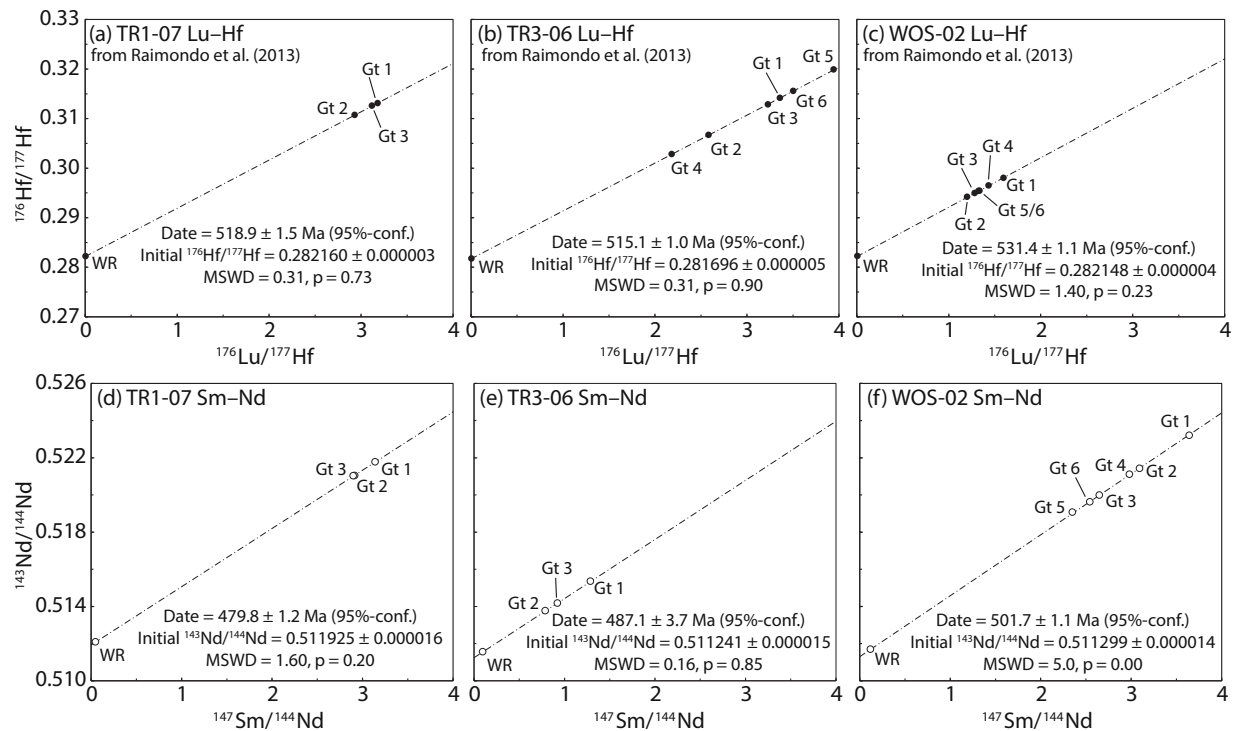 (a) TR1-07 Lu–Hf
from Raimondo et al. (2013)
0.33
0.32
0.31
0.30
0.29
0.28
0.27
¹⁷⁶Hf/¹⁷⁷Hf
Gt 1
Gt 2
Gt 3
WR
Date = 518.9 ± 1.5 Ma (95%-conf.)
Initial ¹⁷⁶Hf/¹⁷⁷Hf = 0.282160 ± 0.000003
MSWD = 0.31, p = 0.73
0 1 2 3 4
¹⁷⁶Lu/¹⁷⁷Hf
(b) TR3-06 Lu–Hf
from Raimondo et al. (2013)
Gt 5
Gt 1
Gt 6
Gt 3
Gt 2
Gt 4
WR
Date = 515.1 ± 1.0 Ma (95%-conf.)
Initial ¹⁷⁶Hf/¹⁷⁷Hf = 0.281696 ± 0.000005
MSWD = 0.31, p = 0.90
0 1 2 3 4
¹⁷⁶Lu/¹⁷⁷Hf
(c) WOS-02 Lu–Hf
from Raimondo et al. (2013)
Gt 4
Gt 3
Gt 1
Gt 5/6
Gt 2
WR
Date = 531.4 ± 1.1 Ma (95%-conf.)
Initial ¹⁷⁶Hf/¹⁷⁷Hf = 0.282148 ± 0.000004
MSWD = 1.40, p = 0.23
0 1 2 3 4
¹⁷⁶Lu/¹⁷⁷Hf
(d) TR1-07 Sm–Nd
0.526
0.522
0.518
0.514
0.510
¹⁴³Nd/¹⁴⁴Nd
Gt 3
Gt 1
Gt 2
WR
Date = 479.8 ± 1.2 Ma (95%-conf.)
Initial ¹⁴³Nd/¹⁴⁴Nd = 0.511925 ± 0.000016
MSWD = 1.60, p = 0.20
0 1 2 3 4
¹⁴⁷Sm/¹⁴⁴Nd
(e) TR3-06 Sm–Nd
Gt 3
Gt 2
Gt 1
WR
Date = 487.1 ± 3.7 Ma (95%-conf.)
Initial ¹⁴³Nd/¹⁴⁴Nd = 0.511241 ± 0.000015
MSWD = 0.16, p = 0.85
0 1 2 3 4
¹⁴⁷Sm/¹⁴⁴Nd
(f) WOS-02 Sm–Nd
Gt 1
Gt 6
Gt 4
Gt 2
Gt 5
Gt 3
WR
Date = 501.7 ± 1.1 Ma (95%-conf.)
Initial ¹⁴³Nd/¹⁴⁴Nd = 0.511299 ± 0.000014
MSWD = 5.0, p = 0.00
0 1 2 3 4
¹⁴⁷Sm/¹⁴⁴Nd